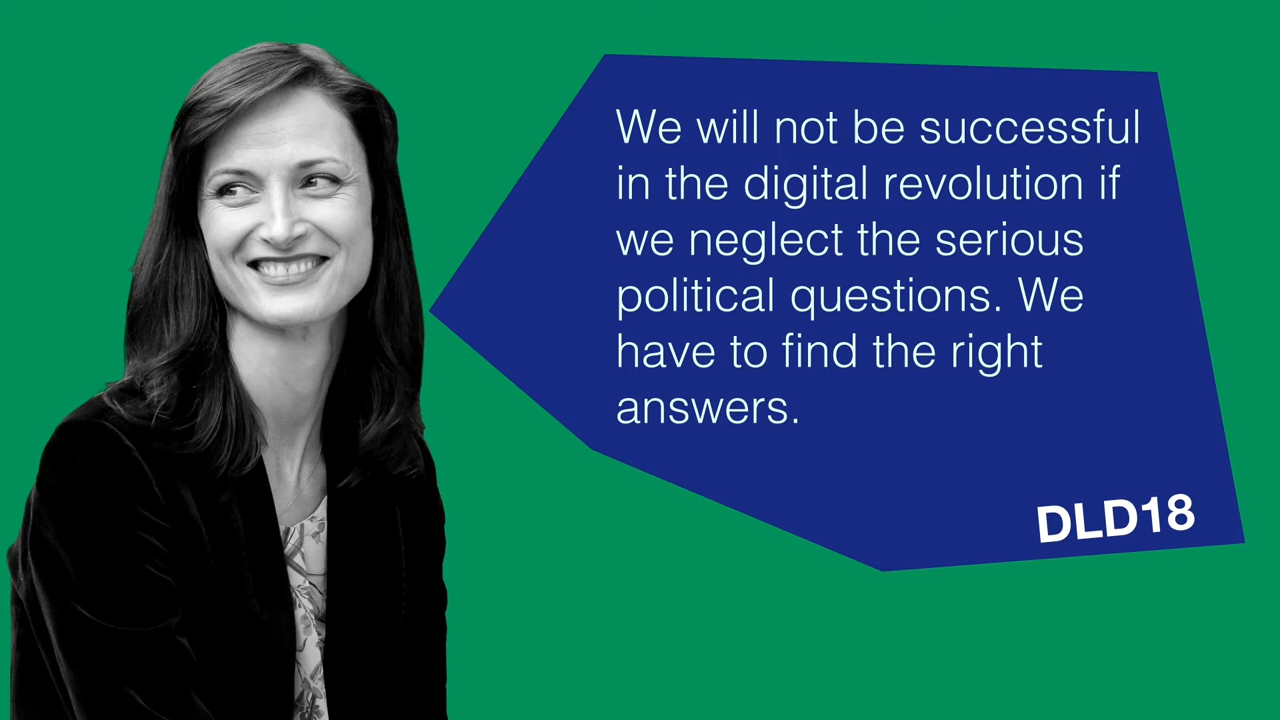 We will not be successful
in the digital revolution if
we neglect the serious
political questions. We
have to find the right
answers.
DLD18